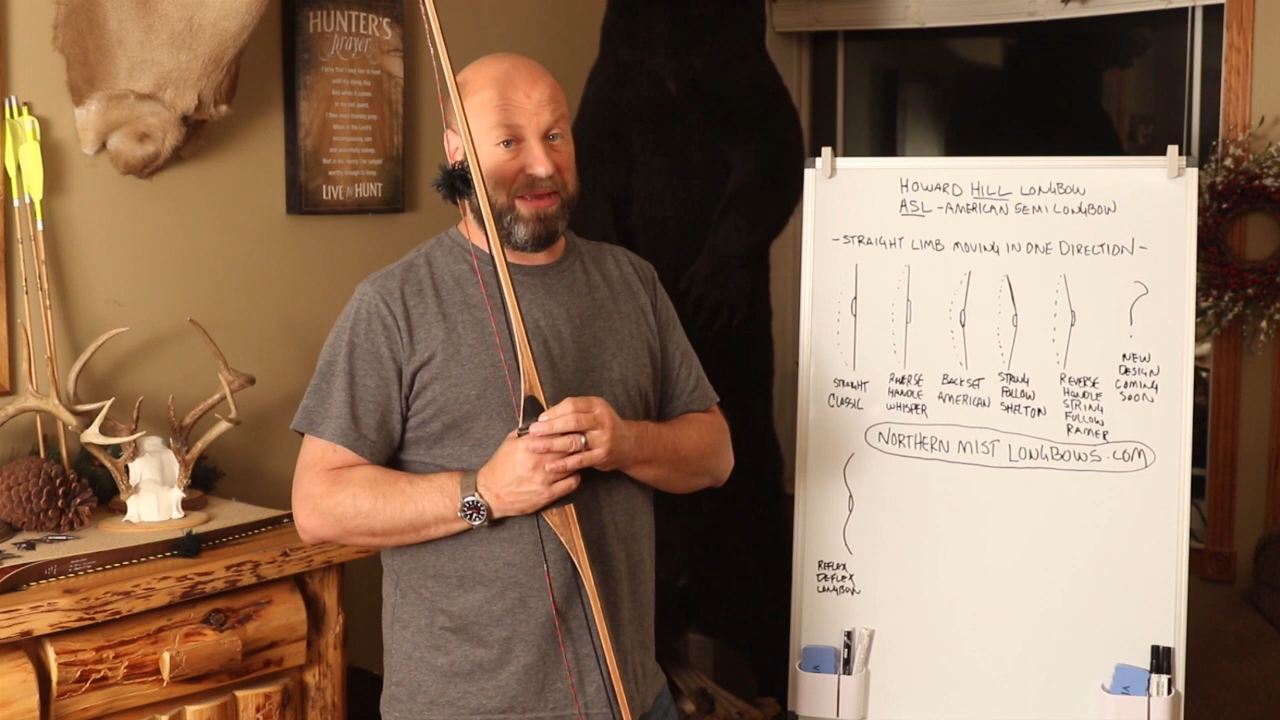 HUNTER'S
prayer
LIVE N HUNT
HOWARD HILL LONGBOW
ASL - AMERICAN SEMI LONGBOW
- STRAIGHT LIMB MOVING IN ONE DIRECTION -
?
STRAIGHT
CLASSIC
REVERSE
HANDLE
WHISPER
BACKSET
AMERICAN
STRING
FOLLOW
SHELTON
REVERSE
HANDLE
STRING
FOLLOW
RAMER
NEW
DESIGN
COMING
SOON
NORTHERN MIST LONGBOWS.COM
REFLEX
DEFLEX
LONGBOW